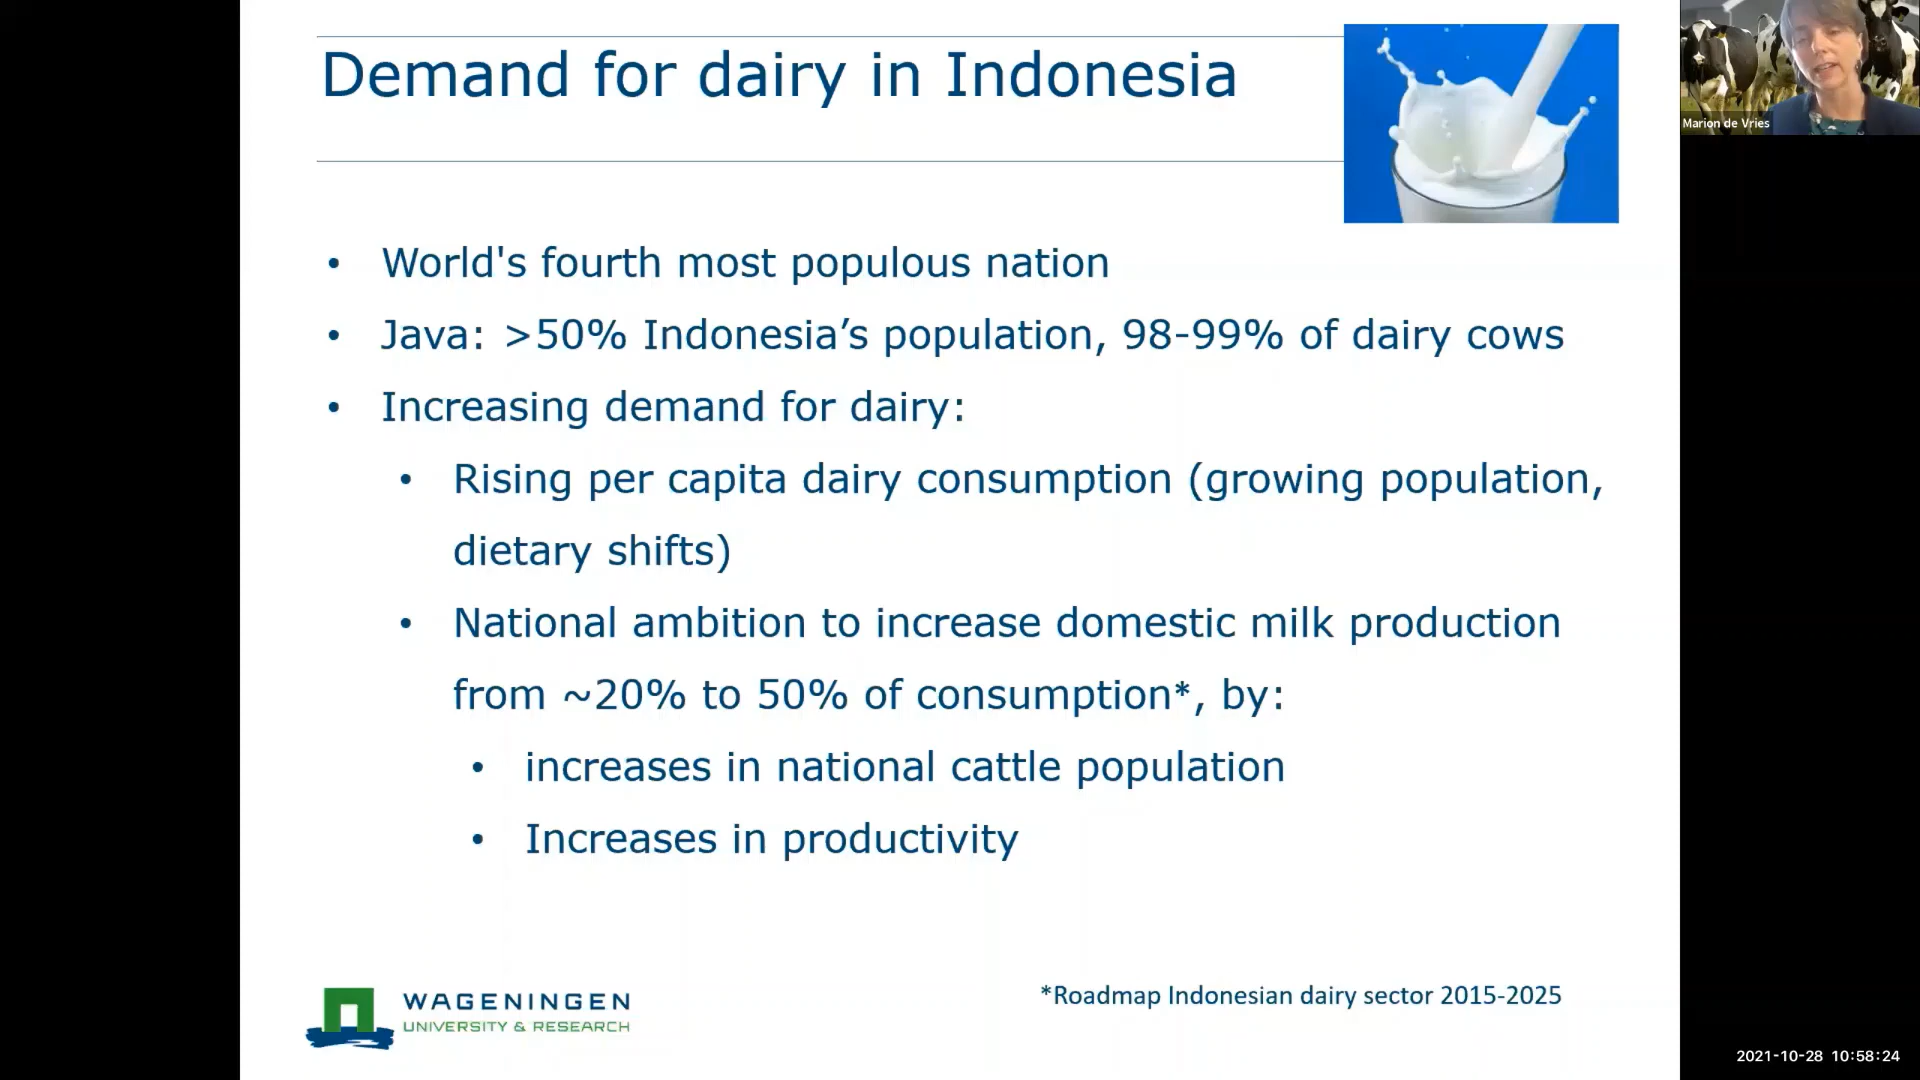 Demand for dairy in Indonesia
Marion de Vries
• World's fourth most populous nation
• Java: >50% Indonesia’s population, 98-99% of dairy cows
• Increasing demand for dairy:
• Rising per capita dairy consumption (growing population,
dietary shifts)
• National ambition to increase domestic milk production
from ~20% to 50% of consumption*, by:
• increases in national cattle population
• Increases in productivity
WAGENINGEN
UNIVERSITY & RESEARCH
*Roadmap Indonesian dairy sector 2015-2025
2021-10-28 10:58:24